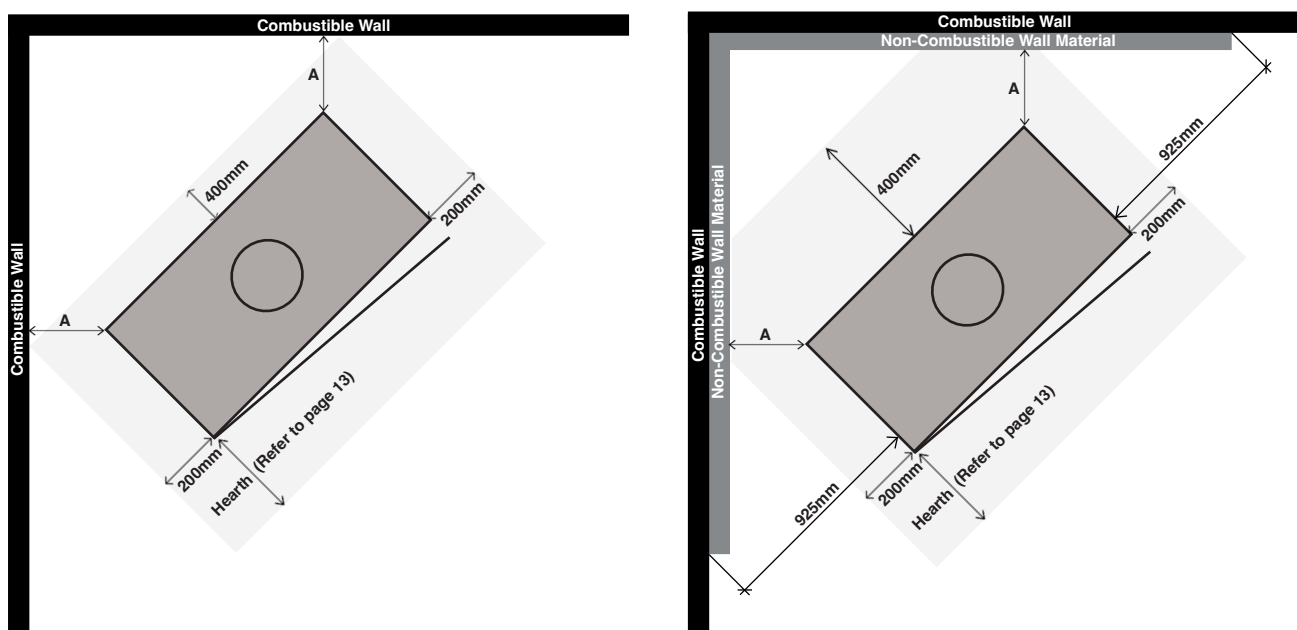 Combustible Wall
A
400mm
200mm
Combustible Wall
A
200mm
Hearth (Refer to page 13)
Combustible Wall
Non-Combustible Wall Material
A
925mm
400mm
200mm
Combustible Wall
Non-Combustible Wall Material
A
200mm
Hearth (Refer to page 13)
925mm